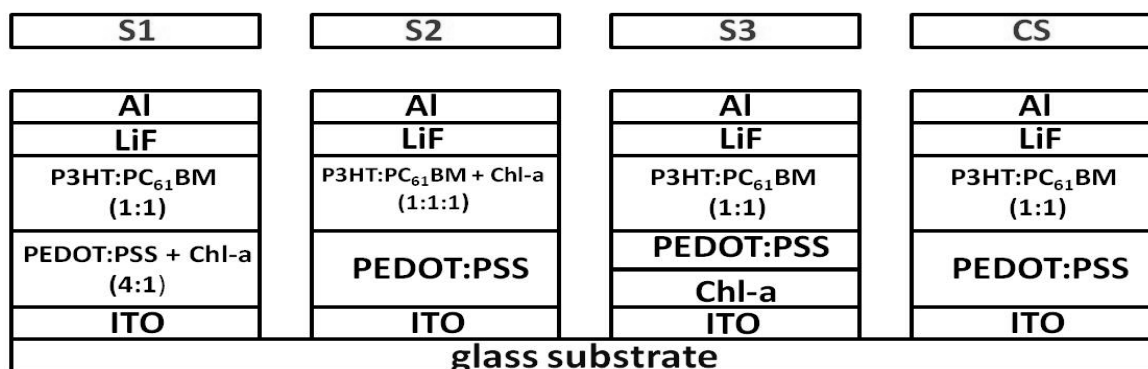 S1
S2
S3
CS
Al
LiF
P3HT:PC₆₁BM
(1:1)
PEDOT:PSS + Chl-a
(4:1)
ITO
Al
LiF
P3HT:PC₆₁BM + Chl-a
(1:1:1)
PEDOT:PSS
ITO
Al
LiF
P3HT:PC₆₁BM
(1:1)
PEDOT:PSS
Chl-a
ITO
Al
LiF
P3HT:PC₆₁BM
(1:1)
PEDOT:PSS
ITO
glass substrate